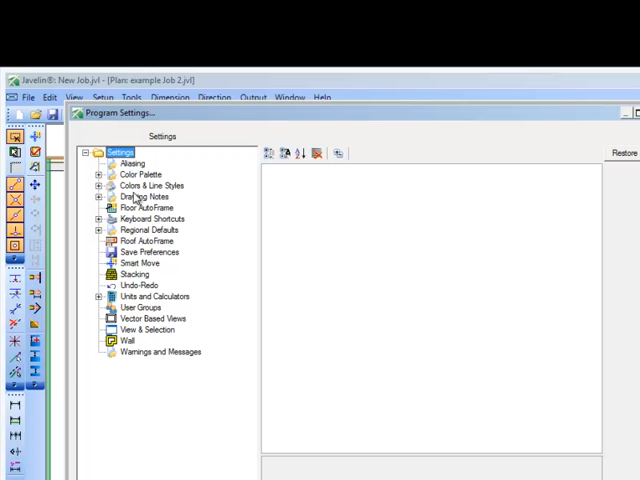 Javelin®: New Job.jvl - [Plan: example Job 2.jvl]
File Edit View Setup Tools Dimension Direction Output Window Help
Program Settings...
Settings
Restore
Settings
Aliasing
Color Palette
Colors & Line Styles
Drawing Notes
Floor AutoFrame
Keyboard Shortcuts
Regional Defaults
Roof AutoFrame
Save Preferences
Smart Move
Stacking
Undo-Redo
Units and Calculators
User Groups
Vector Based Views
View & Selection
Wall
Warnings and Messages